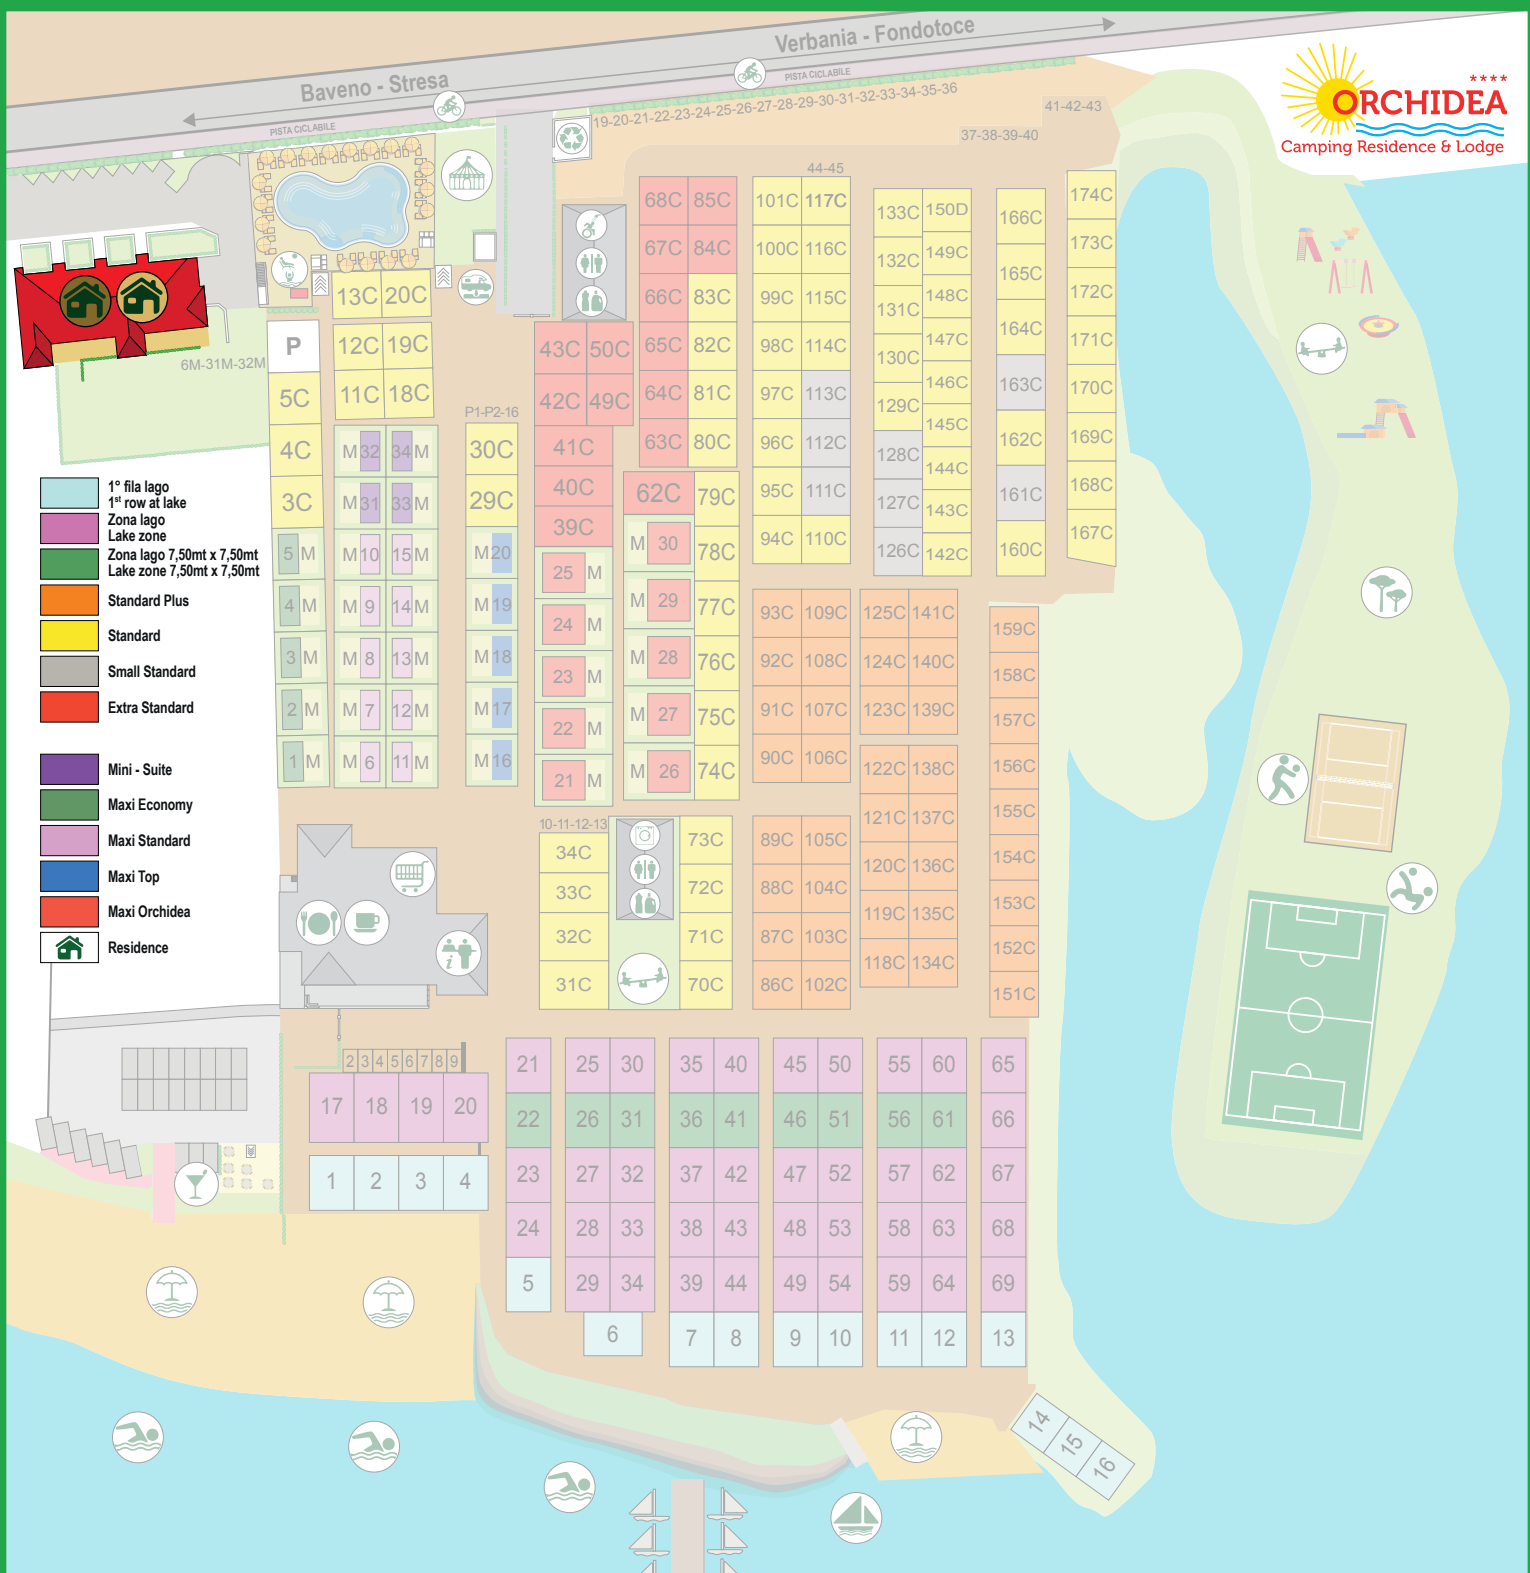 Verbania - Fondotoce
Baveno - Stresa
PISTA CICLABILE
PISTA CICLABILE
****
ORCHIDEA
Camping Residence & Lodge
19-20-21-22-23-24-25-26-27-28-29-30-31-32-33-34-35-36
41-42-43
37-38-39-40
44-45
6M-31M-32M
P1-P2-16
10-11-12-13
1° fila lago
1st row at lake
Zona lago
Lake zone
Zona lago 7,50mt x 7,50mt
Lake zone 7,50mt x 7,50mt
Standard Plus
Standard
Small Standard
Extra Standard
Mini - Suite
Maxi Economy
Maxi Standard
Maxi Top
Maxi Orchidea
Residence
P
5C
4C
3C
5 M
4 M
3 M
2 M
1 M
13C 20C
12C 19C
11C 18C
M 32 34 M
M 31 33 M
M 10 15 M
M 9 14 M
M 8 13 M
M 7 12 M
M 6 11 M
30C
29C
M 20
M 19
M 18
M 17
M 16
43C 50C
42C 49C
41C
40C
39C
25 M
24 M
23 M
22 M
21 M
68C 85C
67C 84C
66C 83C
65C 82C
64C 81C
63C 80C
62C 79C
M 30 78C
M 29 77C
M 28 76C
M 27 75C
M 26 74C
34C
33C
32C
31C
73C
72C
71C
70C
101C 117C
100C 116C
99C 115C
98C 114C
97C 113C
96C 112C
95C 111C
94C 110C
93C 109C
92C 108C
91C 107C
90C 106C
89C 105C
88C 104C
87C 103C
86C 102C
133C 150D
132C 149C
131C 148C
130C 147C
129C 146C
128C 145C
127C 144C
126C 143C
142C
125C 141C
124C 140C
123C 139C
122C 138C
121C 137C
120C 136C
119C 135C
118C 134C
166C
165C
164C
163C
162C
161C
160C
174C
173C
172C
171C
170C
169C
168C
167C
159C
158C
157C
156C
155C
154C
153C
152C
151C
i
2 3 4 5 6 7 8 9
17 18 19 20
1 2 3 4
21 25 30 35 40 45 50 55 60 65
22 26 31 36 41 46 51 56 61 66
23 27 32 37 42 47 52 57 62 67
24 28 33 38 43 48 53 58 63 68
5 29 34 39 44 49 54 59 64 69
6 7 8 9 10 11 12 13
14
15
16